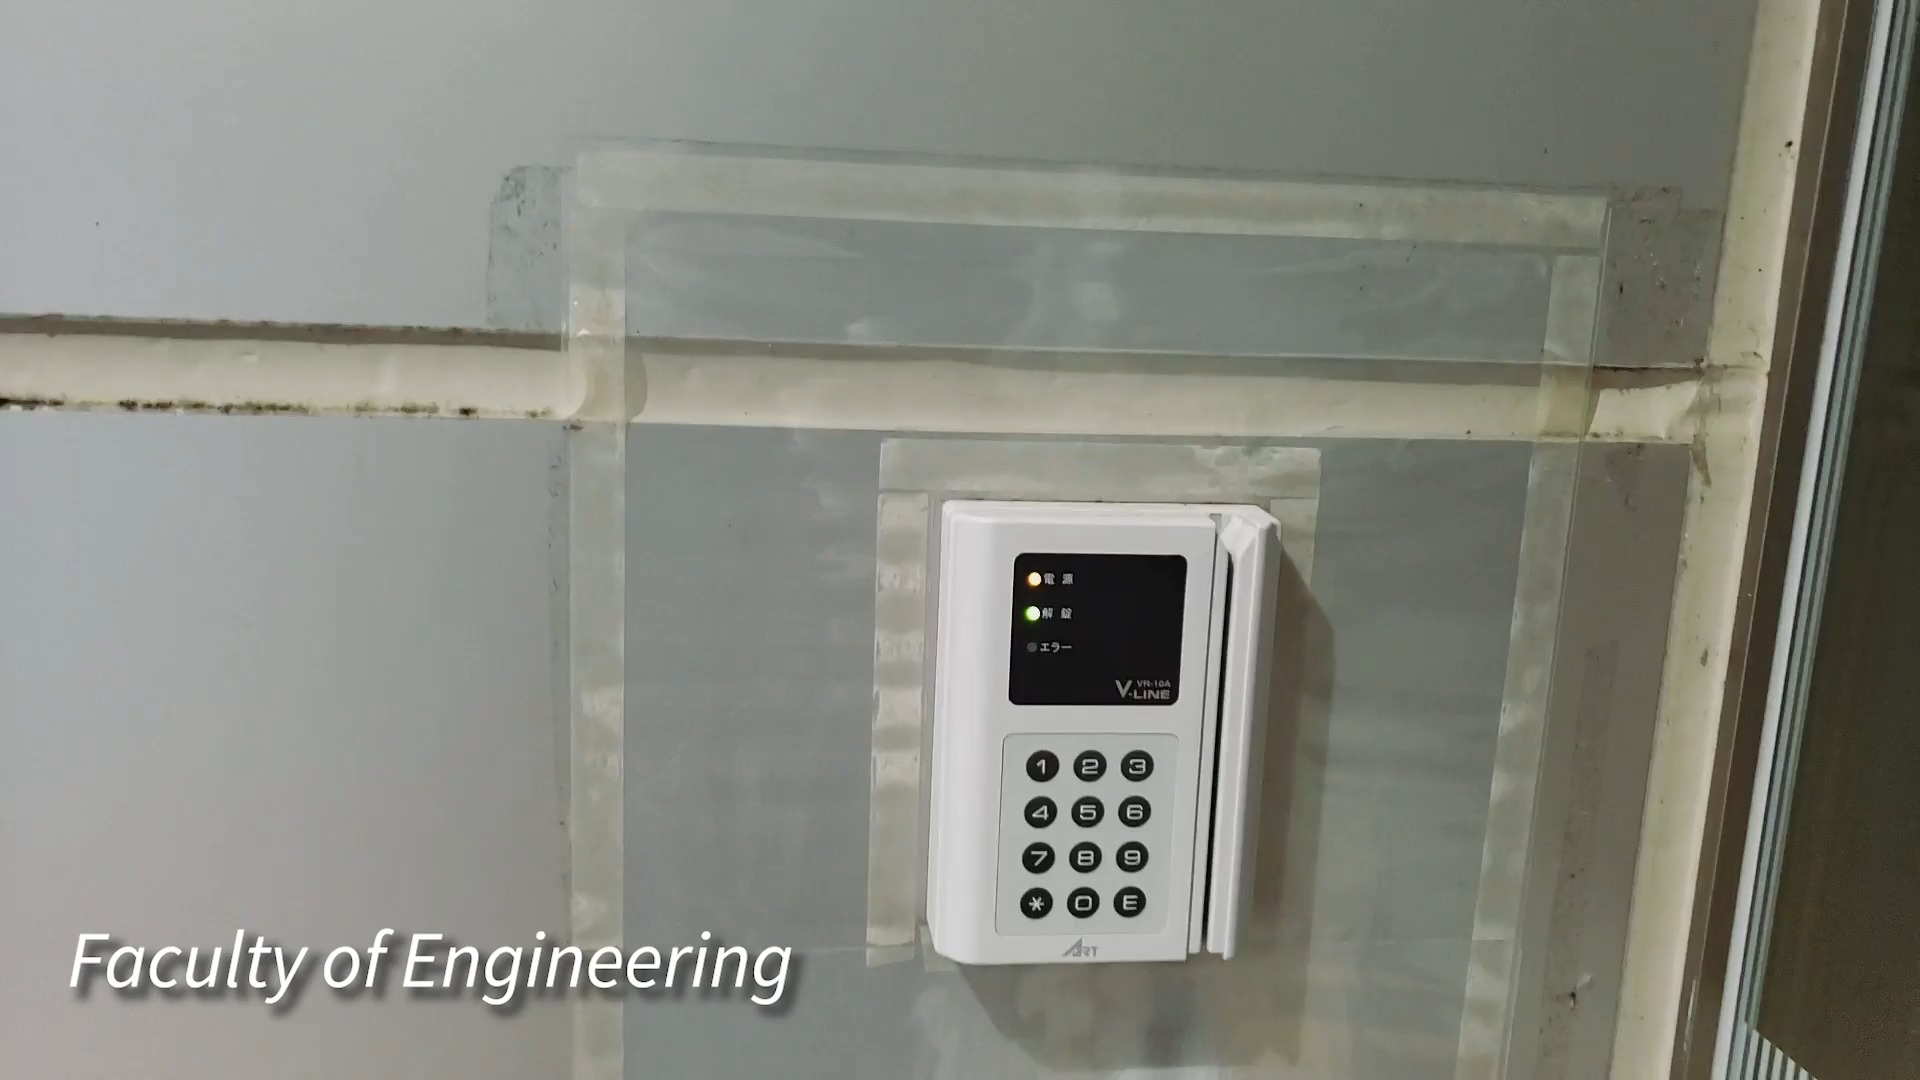 電源
解錠
エラー
VR-10A
V-LINE
1 2 3
4 5 6
7 8 9
* 0 E
ART
Faculty of Engineering